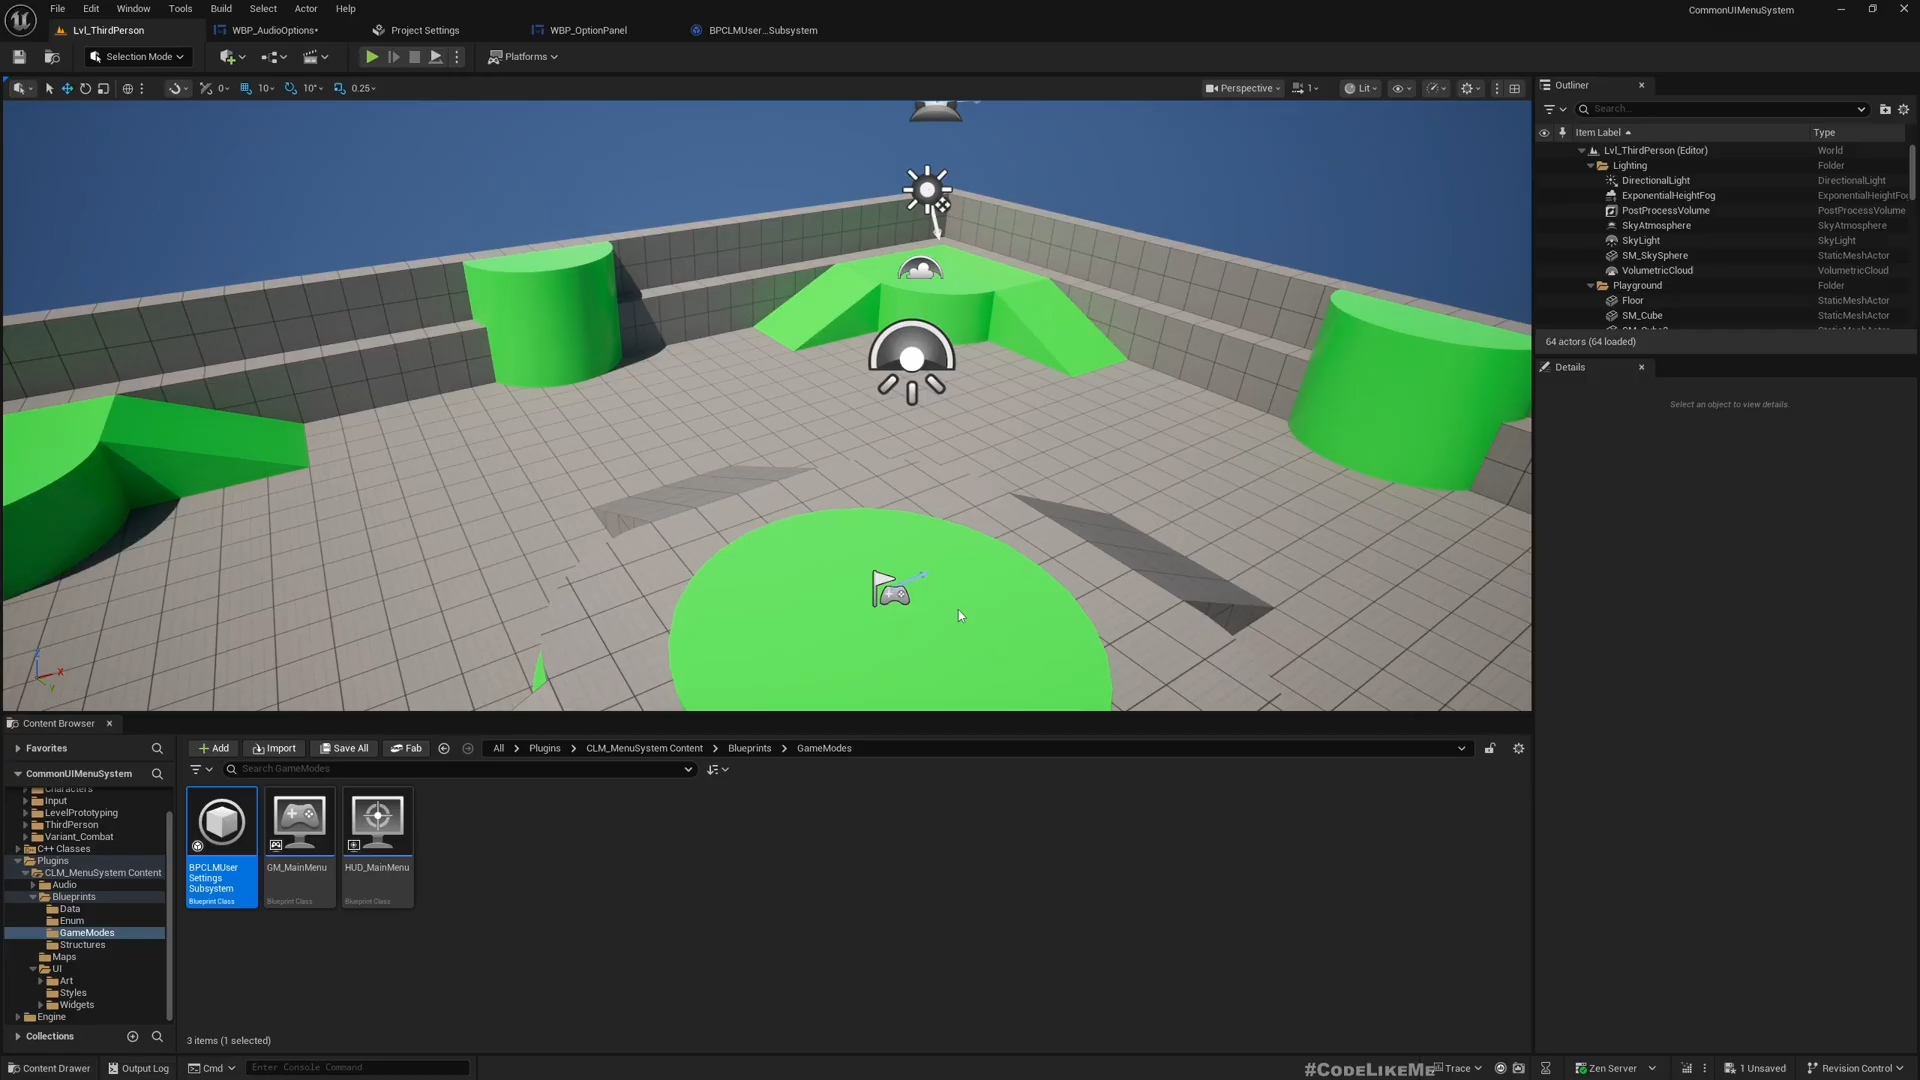 File Edit Window Tools Build Select Actor Help
CommonUIMenuSystem
Lvl_ThirdPerson
WBP_AudioOptions•
Project Settings
WBP_OptionPanel
BPCLMUser...Subsystem
Selection Mode
Platforms
0
10
10°
0.25
Perspective
1
Lit
Outliner
Search...
Item Label
Type
Lvl_ThirdPerson (Editor) World
Lighting Folder
DirectionalLight DirectionalLight
ExponentialHeightFog ExponentialHeightFo
PostProcessVolume PostProcessVolume
SkyAtmosphere SkyAtmosphere
SkyLight SkyLight
SM_SkySphere StaticMeshActor
VolumetricCloud VolumetricCloud
Playground Folder
Floor StaticMeshActor
SM_Cube StaticMeshActor
64 actors (64 loaded)
Details
Select an object to view details.
Z
X
Y
Content Browser
Favorites
CommonUIMenuSystem
Characters
Input
LevelPrototyping
ThirdPerson
Variant_Combat
C++ Classes
Plugins
CLM_MenuSystem Content
Audio
Blueprints
Data
Enum
GameModes
Structures
Maps
UI
Art
Styles
Widgets
Engine
Collections
Add
Import
Save All
Fab
All
Plugins
CLM_MenuSystem Content
Blueprints
GameModes
Search GameModes
BPCLMUser
Settings
Subsystem
Blueprint Class
GM_MainMenu
Blueprint Class
HUD_MainMenu
Blueprint Class
3 items (1 selected)
Content Drawer
Output Log
Cmd
Enter Console Command
#CodeLikeMe
Trace
Zen Server
1 Unsaved
Revision Control